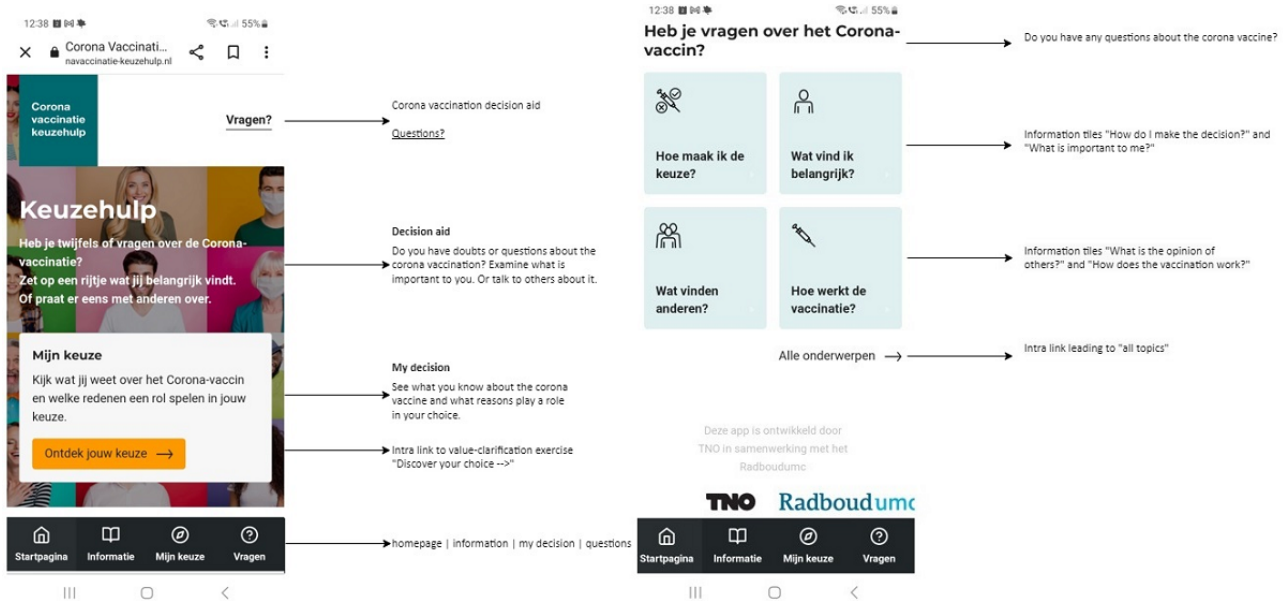 12:38
55%
Corona Vaccinati...
navaccinatie-keuzehulp.nl
Corona
vaccinatie
keuzehulp
Vragen?
Keuzehulp
Heb je twijfels of vragen over de Corona-
vaccinatie?
Zet op een rijtje wat jij belangrijk vindt.
Of praat er eens met anderen over.
Mijn keuze
Kijk wat jij weet over het Corona-vaccin
en welke redenen een rol spelen in jouw
keuze.
Ontdek jouw keuze →
Startpagina Informatie Mijn keuze Vragen
Corona vaccination decision aid
Questions?
Decision aid
Do you have doubts or questions about the
corona vaccination? Examine what is
important to you. Or talk to others about it.
My decision
See what you know about the corona
vaccine and what reasons play a role
in your choice.
Intra link to value-clarification exercise
"Discover your choice -->"
homepage | information | my decision | questions
12:38
55%
Heb je vragen over het Corona-
vaccin?
Hoe maak ik de
keuze?
Wat vind ik
belangrijk?
Wat vinden
anderen?
Hoe werkt de
vaccinatie?
Alle onderwerpen →
Deze app is ontwikkeld door
TNO in samenwerking met het
Radboudumc
TNO Radboudumc
Startpagina Informatie Mijn keuze Vragen
Do you have any questions about the corona vaccine?
Information tiles "How do I make the decision?" and
"What is important to me?"
Information tiles "What is the opinion of
others?" and "How does the vaccination work?"
Intra link leading to "all topics"